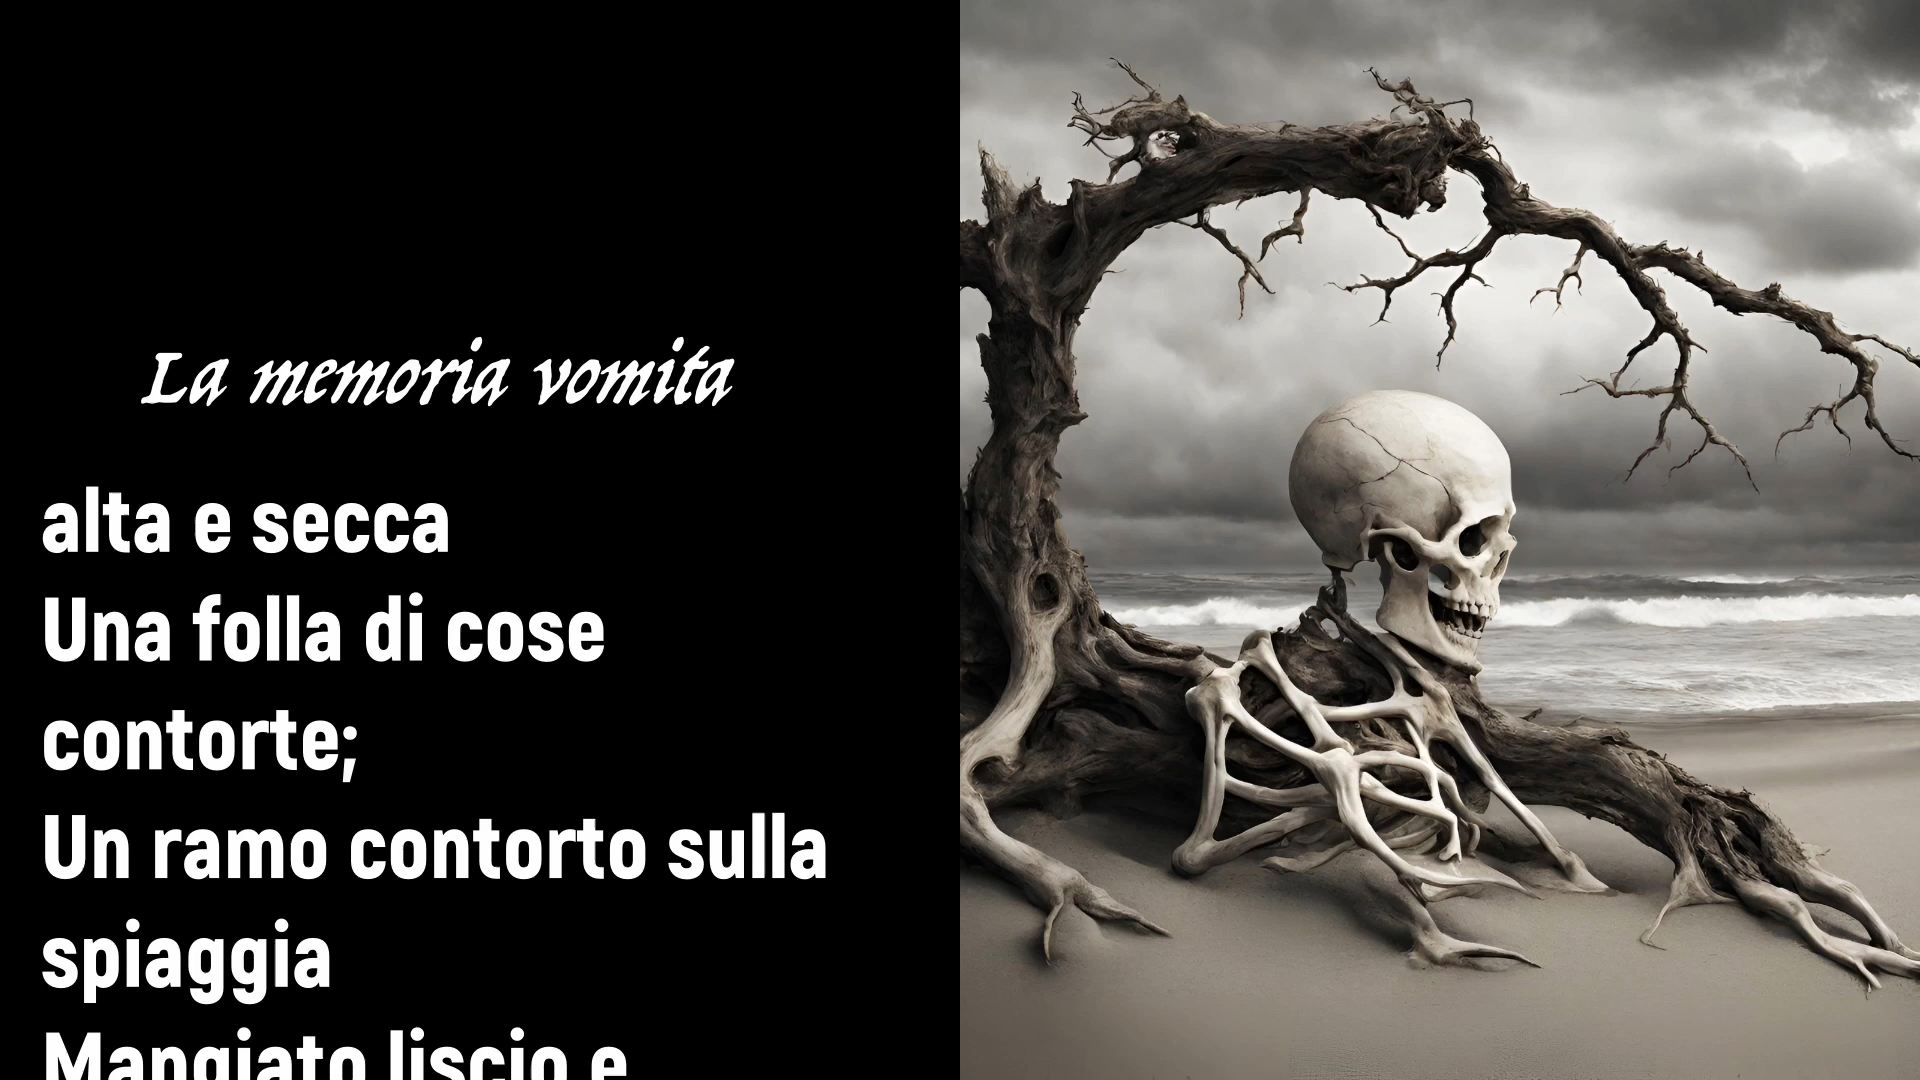 La memoria vomita
alta e secca
Una folla di cose
contorte;
Un ramo contorto sulla
spiaggia
Mangiato liscio e